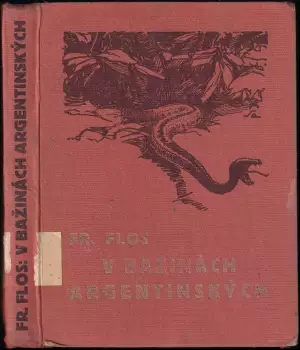 FR. FLOS: V BAŽINÁCH ARGENTINSKÝCH
FR. FLOS
V BAŽINÁCH
ARGENTINSKÝCH